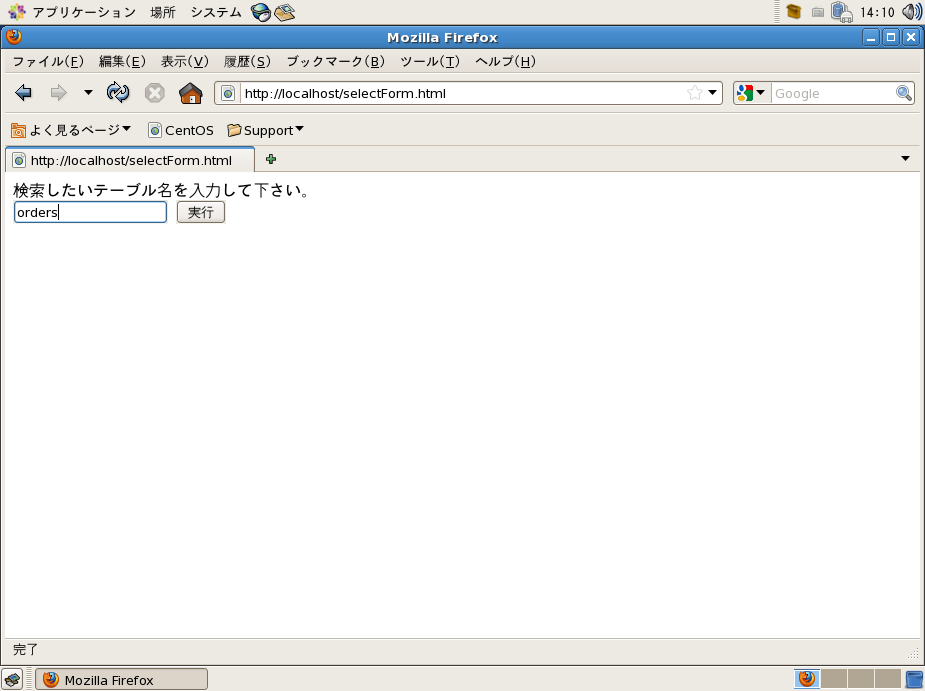 アプリケーション 場所 システム 14:10
Mozilla Firefox
ファイル(F) 編集(E) 表示(V) 履歴(S) ブックマーク(B) ツール(T) ヘルプ(H)
http://localhost/selectForm.html Google
よく見るページ CentOS Support
http://localhost/selectForm.html
検索したいテーブル名を入力して下さい。
orders 実行
完了
Mozilla Firefox